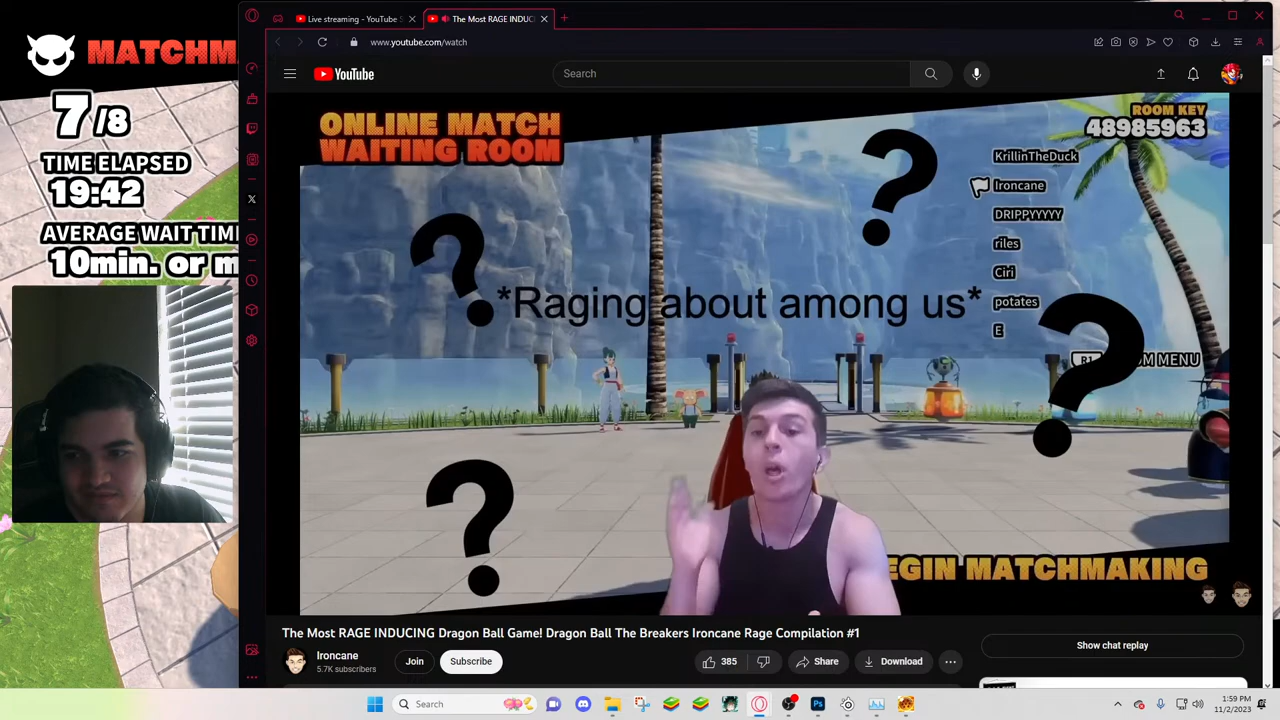 MATCHM
7/8
TIME ELAPSED
19:42
AVERAGE WAIT TIM
10min. or m
Live streaming - YouTube S
The Most RAGE INDUC
www.youtube.com/watch
YouTube
Search
ONLINE MATCH
WAITING ROOM
ROOM KEY
48985963
KrillinTheDuck
Ironcane
DRIPPYYYYY
riles
Ciri
potates
E
*Raging about among us*
? ? ? ?
R1
OM MENU
EGIN MATCHMAKING
The Most RAGE INDUCING Dragon Ball Game! Dragon Ball The Breakers Ironcane Rage Compilation #1
Ironcane
5.7K subscribers
Join
Subscribe
385
Share
Download
Show chat replay
Search
1:59 PM
11/2/2023